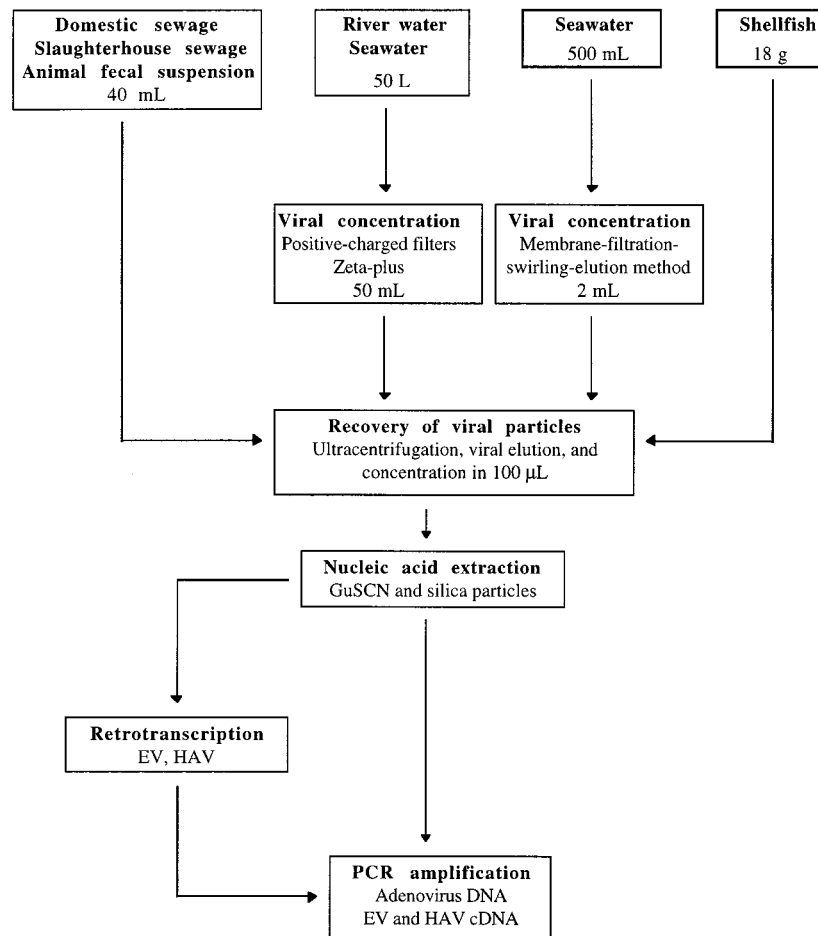 Domestic sewage
Slaughterhouse sewage
Animal fecal suspension
40 mL
River water
Seawater
50 L
Seawater
500 mL
Shellfish
18 g
Viral concentration
Positive-charged filters
Zeta-plus
50 mL
Viral concentration
Membrane-filtration-
swirling-elution method
2 mL
Recovery of viral particles
Ultracentrifugation, viral elution, and
concentration in 100 µL
Nucleic acid extraction
GuSCN and silica particles
Retrotranscription
EV, HAV
PCR amplification
Adenovirus DNA
EV and HAV cDNA